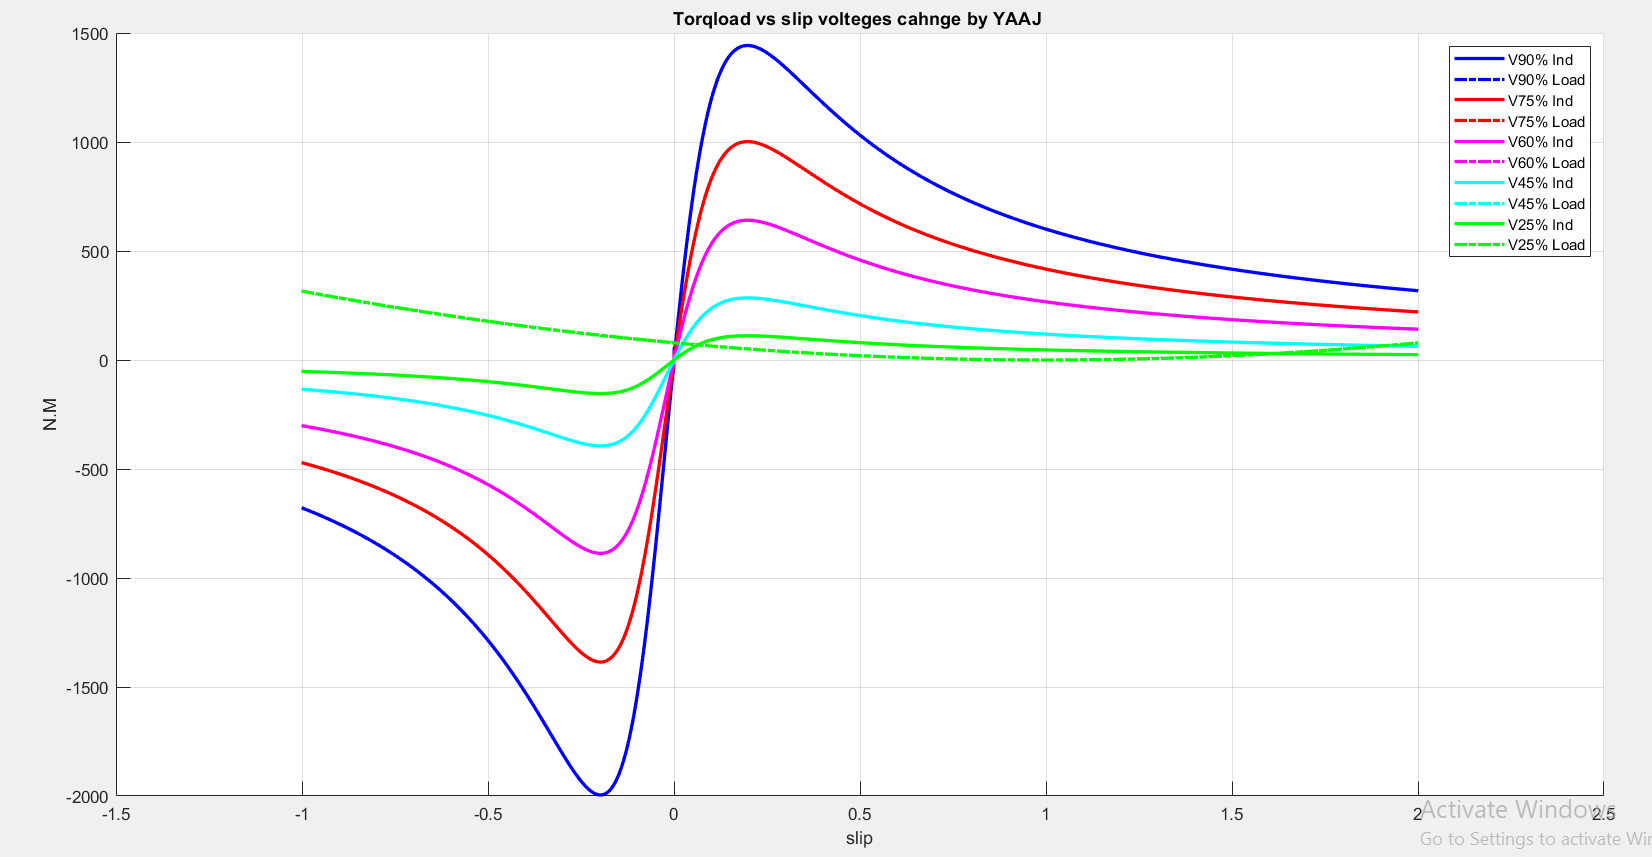 Torqload vs slip volteges cahnge by YAAJ
1500
1000
500
0
-500
-1000
-1500
-2000
N.M
-1.5
-1
-0.5
0
0.5
1
1.5
2
2.5
slip
V90% Ind
V90% Load
V75% Ind
V75% Load
V60% Ind
V60% Load
V45% Ind
V45% Load
V25% Ind
V25% Load
Activate Windows
Go to Settings to activate Wir